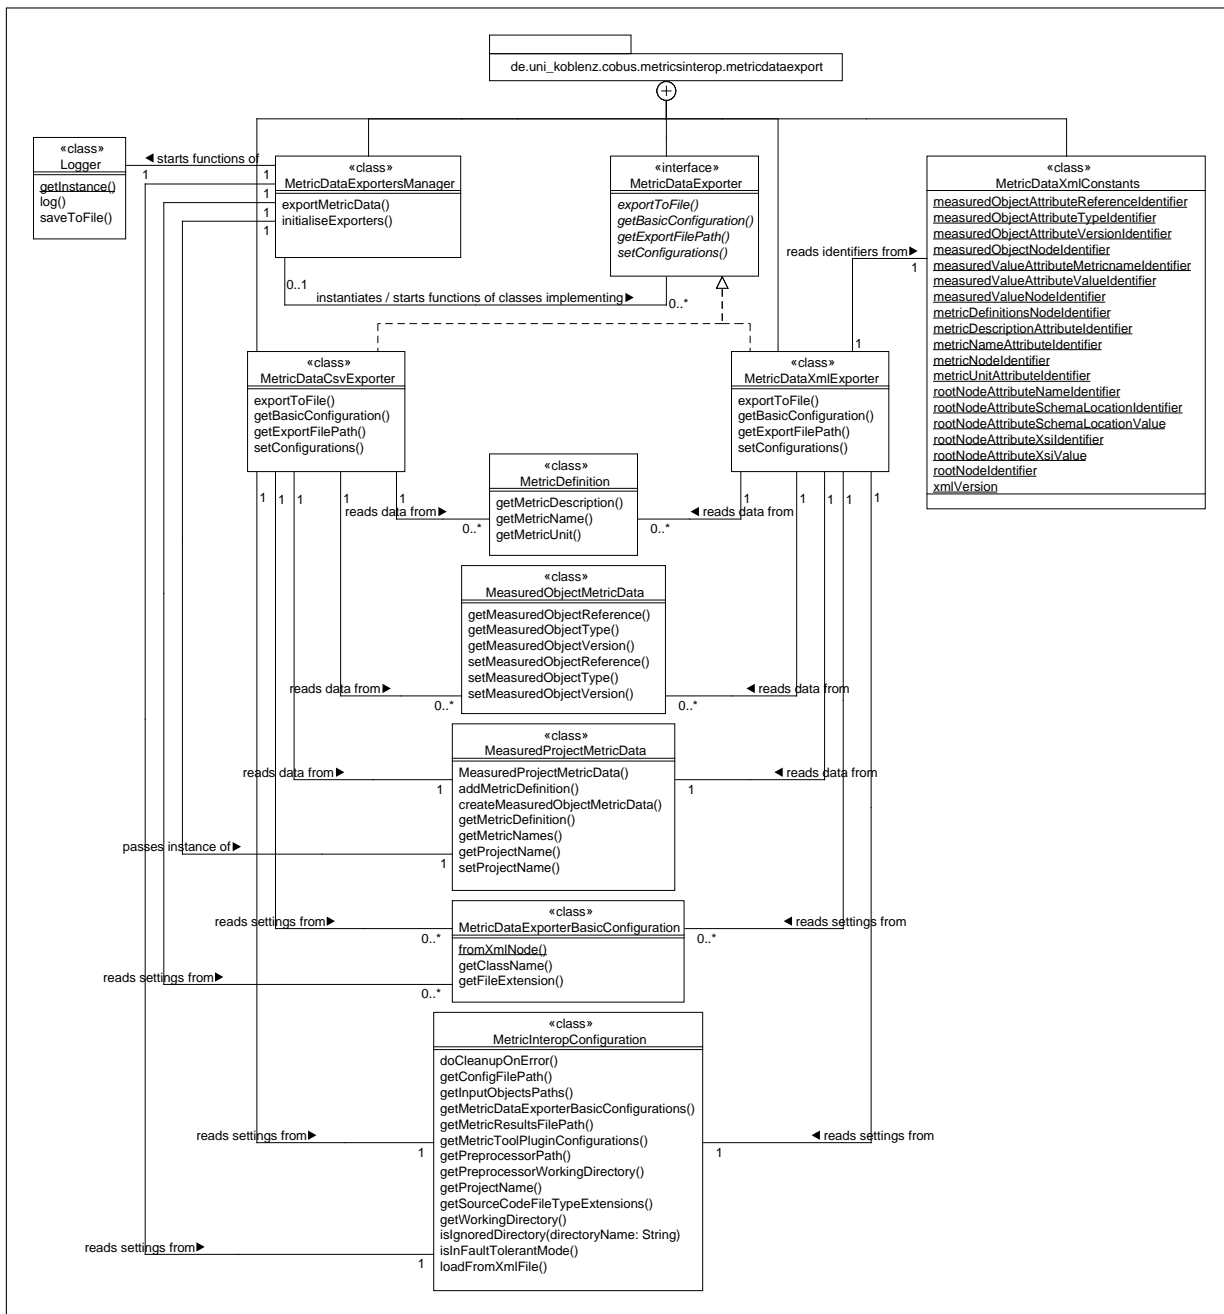 de.uni_koblenz.cobus.metricsinterop.metricdataexport
«class»
Logger
getInstance()
log()
saveToFile()
◄ starts functions of
1
1
1
1
1
1
«class»
MetricDataExportersManager
exportMetricData()
initialiseExporters()
«interface»
MetricDataExporter
exportToFile()
getBasicConfiguration()
getExportFilePath()
setConfigurations()
«class»
MetricDataXmlConstants
measuredObjectAttributeReferenceIdentifier
measuredObjectAttributeTypeIdentifier
measuredObjectAttributeVersionIdentifier
measuredObjectNodeIdentifier
measuredValueAttributeMetricnameIdentifier
measuredValueAttributeValueIdentifier
measuredValueNodeIdentifier
metricDefinitionsNodeIdentifier
metricDescriptionAttributeIdentifier
metricNameAttributeIdentifier
metricNodeIdentifier
metricUnitAttributeIdentifier
rootNodeAttributeNameIdentifier
rootNodeAttributeSchemaLocationIdentifier
rootNodeAttributeSchemaLocationValue
rootNodeAttributeXsiIdentifier
rootNodeAttributeXsiValue
rootNodeIdentifier
xmlVersion
reads identifiers from ►
1
1
0..1
instantiates / starts functions of classes implementing ►
0..*
«class»
MetricDataCsvExporter
exportToFile()
getBasicConfiguration()
getExportFilePath()
setConfigurations()
1
1
1
1
1
«class»
MetricDataXmlExporter
exportToFile()
getBasicConfiguration()
getExportFilePath()
setConfigurations()
1
1
1
1
1
«class»
MetricDefinition
getMetricDescription()
getMetricName()
getMetricUnit()
reads data from ►
0..*
◄ reads data from
0..*
«class»
MeasuredObjectMetricData
getMeasuredObjectReference()
getMeasuredObjectType()
getMeasuredObjectVersion()
setMeasuredObjectReference()
setMeasuredObjectType()
setMeasuredObjectVersion()
reads data from ►
0..*
◄ reads data from
0..*
«class»
MeasuredProjectMetricData
MeasuredProjectMetricData()
addMetricDefinition()
createMeasuredObjectMetricData()
getMetricDefinition()
getMetricNames()
getProjectName()
setProjectName()
reads data from ►
1
◄ reads data from
1
passes instance of ►
1
«class»
MetricDataExporterBasicConfiguration
fromXmlNode()
getClassName()
getFileExtension()
reads settings from ►
0..*
◄ reads settings from
0..*
reads settings from ►
0..*
«class»
MetricInteropConfiguration
doCleanupOnError()
getConfigFilePath()
getInputObjectsPaths()
getMetricDataExporterBasicConfigurations()
getMetricResultsFilePath()
getMetricToolPluginConfigurations()
getPreprocessorPath()
getPreprocessorWorkingDirectory()
getProjectName()
getSourceCodeFileTypeExtensions()
getWorkingDirectory()
isIgnoredDirectory(directoryName: String)
isInFaultTolerantMode()
loadFromXmlFile()
reads settings from ►
1
◄ reads settings from
1
reads settings from ►
1